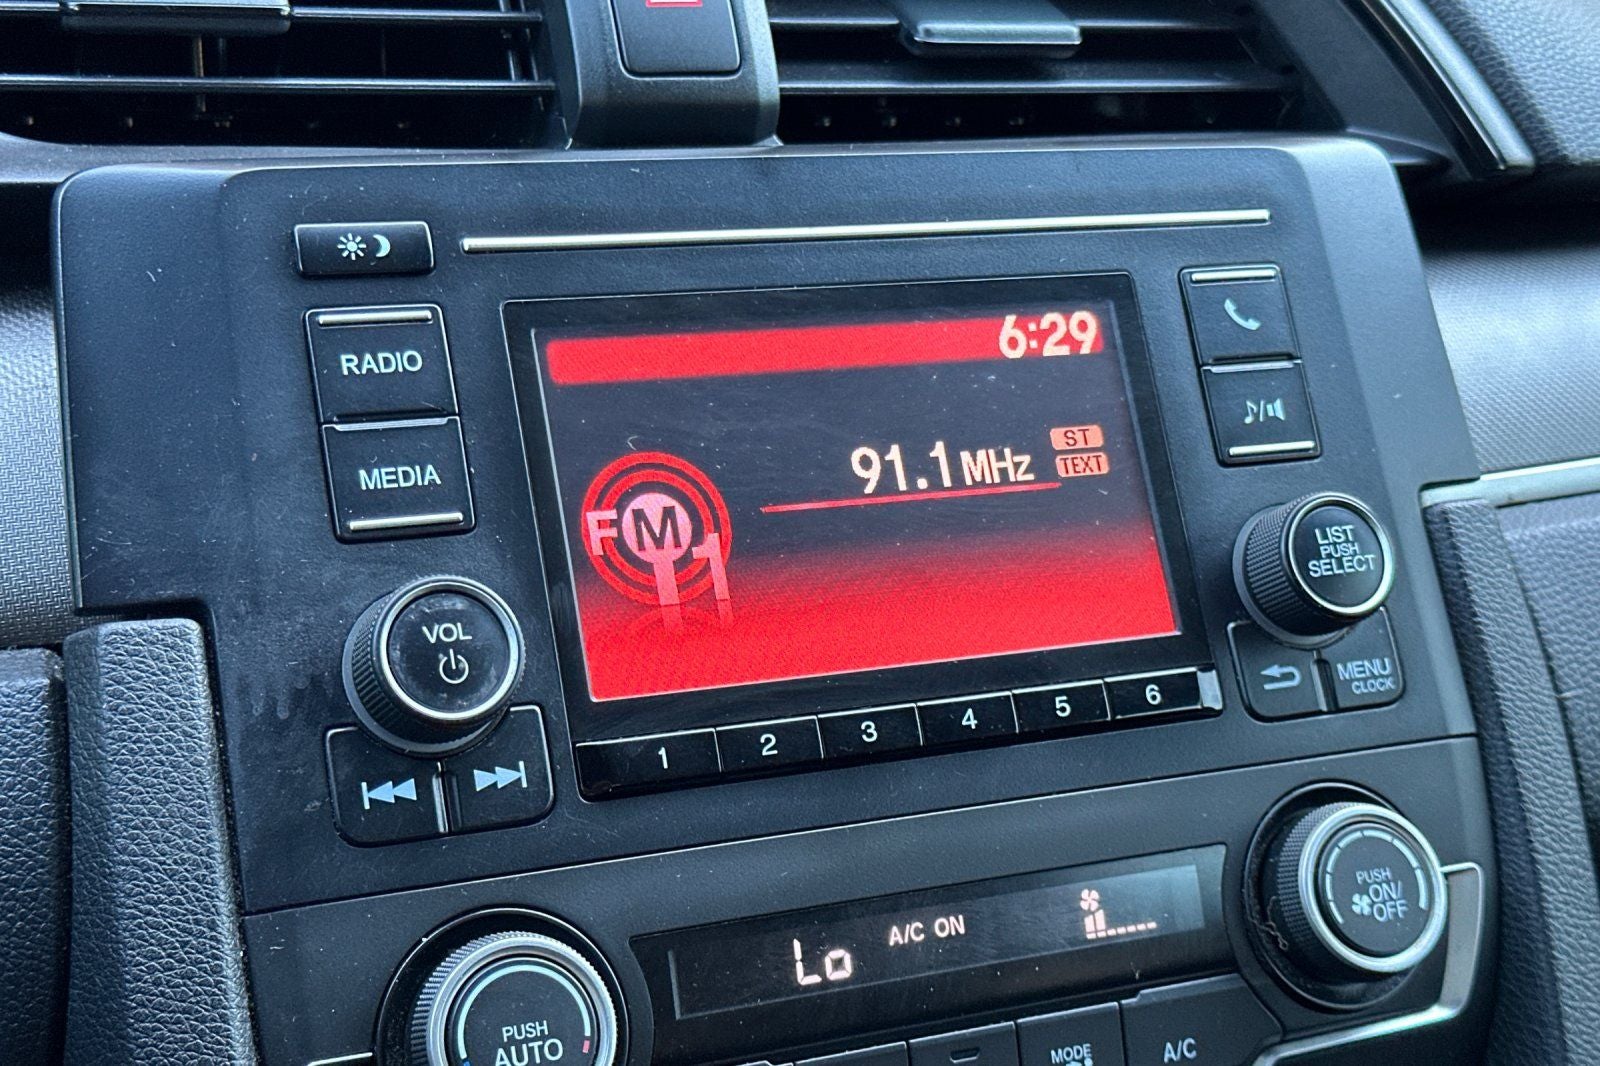 6:29
RADIO
MEDIA
91.1 MHz
ST
TEXT
FM
1
LIST
PUSH
SELECT
VOL
MENU
CLOCK
1 2 3 4 5 6
PUSH
ON/
OFF
A/C ON
Lo
PUSH
AUTO
MODE
A/C